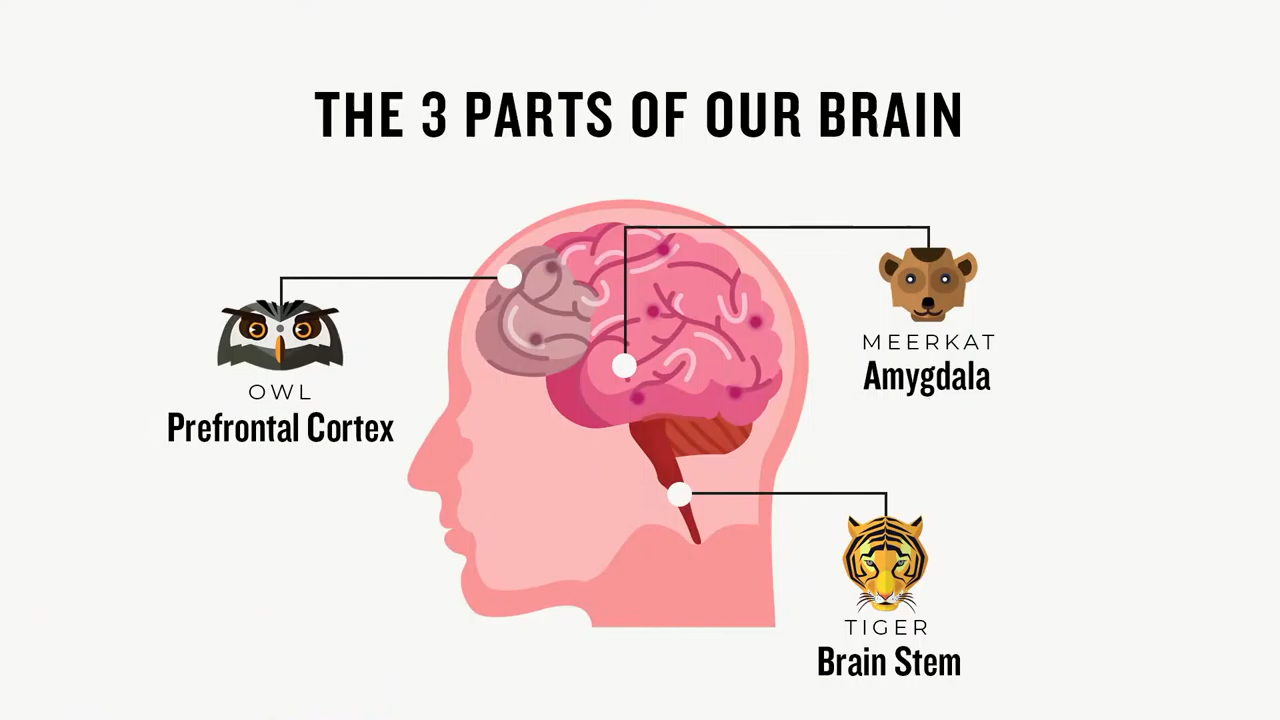 THE 3 PARTS OF OUR BRAIN
OWL
Prefrontal Cortex
MEERKAT
Amygdala
TIGER
Brain Stem